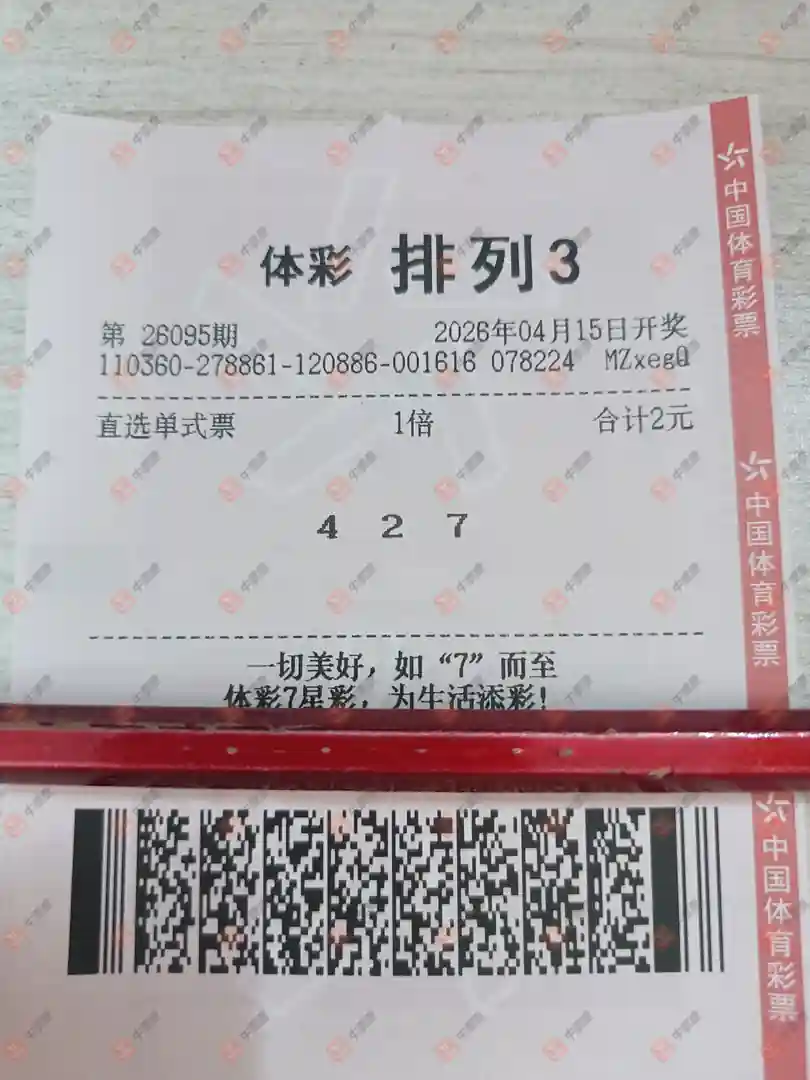 体彩 排列3
第 26095期 2026年04月15日开奖
110360-278861-120886-001616 078224 MZxegQ
直选单式票 1倍 合计2元
4 2 7
一切美好，如“7”而至
体彩7星彩，为生活添彩！
中国体育彩票
中国体育彩票
中国体育彩票